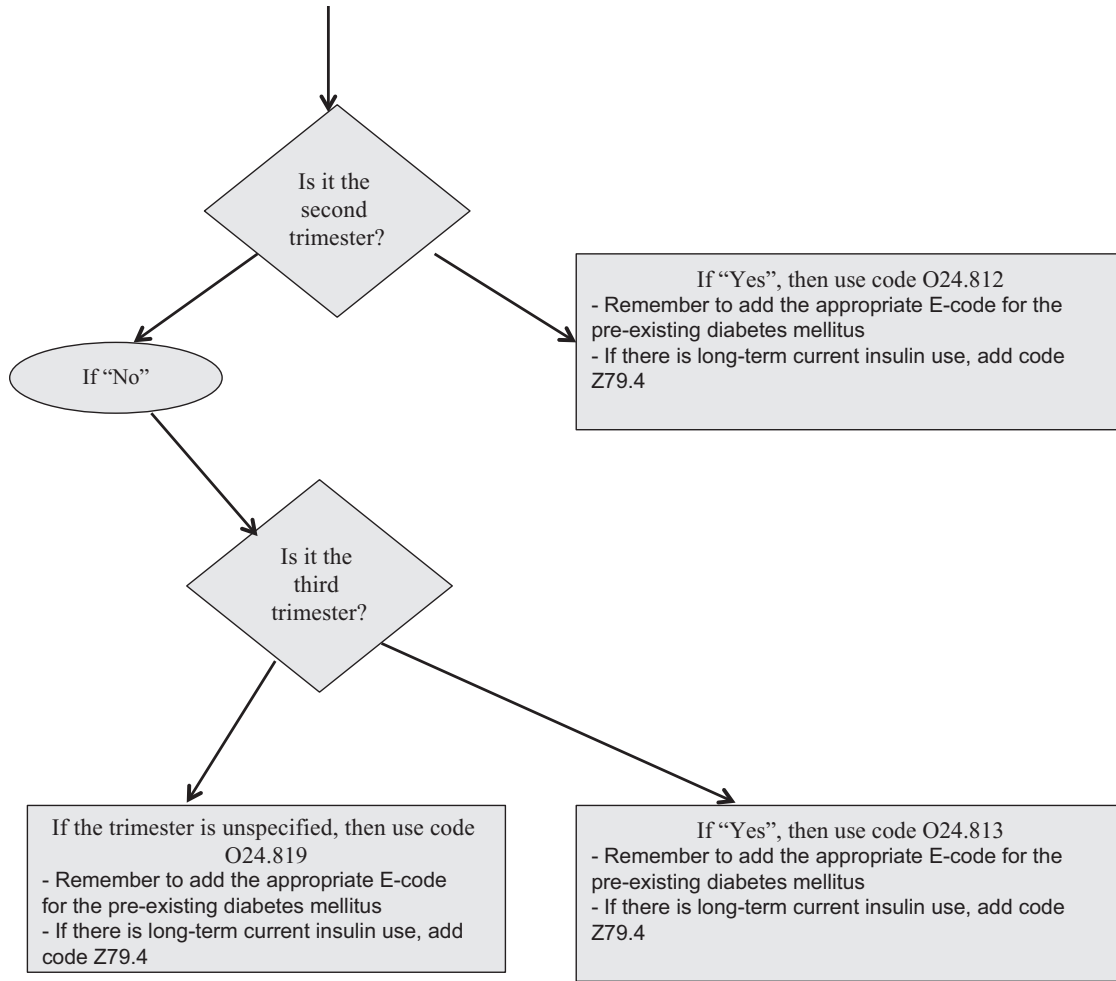 Is it the
second
trimester?
If “Yes”, then use code O24.812
- Remember to add the appropriate E-code for the
pre-existing diabetes mellitus
- If there is long-term current insulin use, add code
Z79.4
If “No”
Is it the
third
trimester?
If the trimester is unspecified, then use code
O24.819
- Remember to add the appropriate E-code
for the pre-existing diabetes mellitus
- If there is long-term current insulin use, add
code Z79.4
If “Yes”, then use code O24.813
- Remember to add the appropriate E-code for the
pre-existing diabetes mellitus
- If there is long-term current insulin use, add code
Z79.4